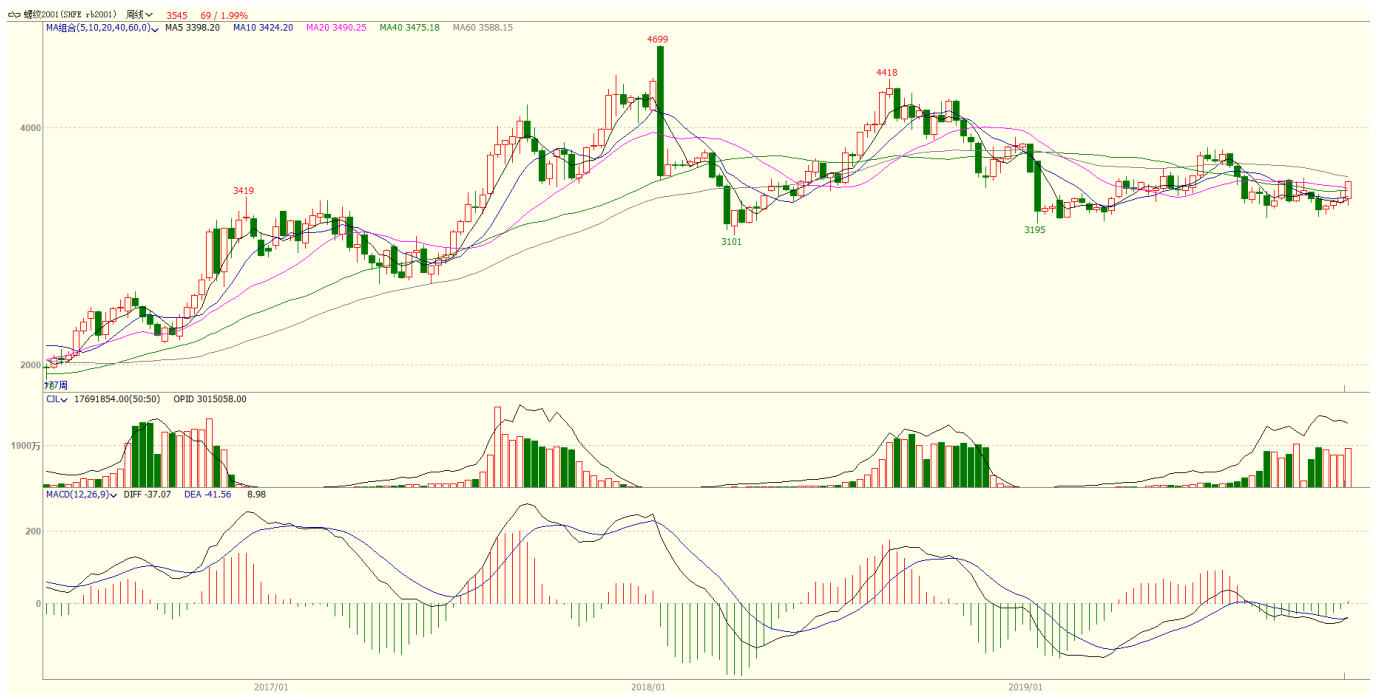 螺纹2001(SHFE rb2001) 周线 3545 69 / 1.99%
MA组合(5,10,20,40,60,0) MA5 3398.20 MA10 3424.20 MA20 3490.25 MA40 3475.18 MA60 3588.15
4699
4418
4000
3419
3195
3101
2000
177周
CJL 17691854.00(50:50) OPID 3015058.00
1900万
MACD(12,26,9) DIFF -37.07 DEA -41.56 8.98
200
0
2017/01 2018/01 2019/01